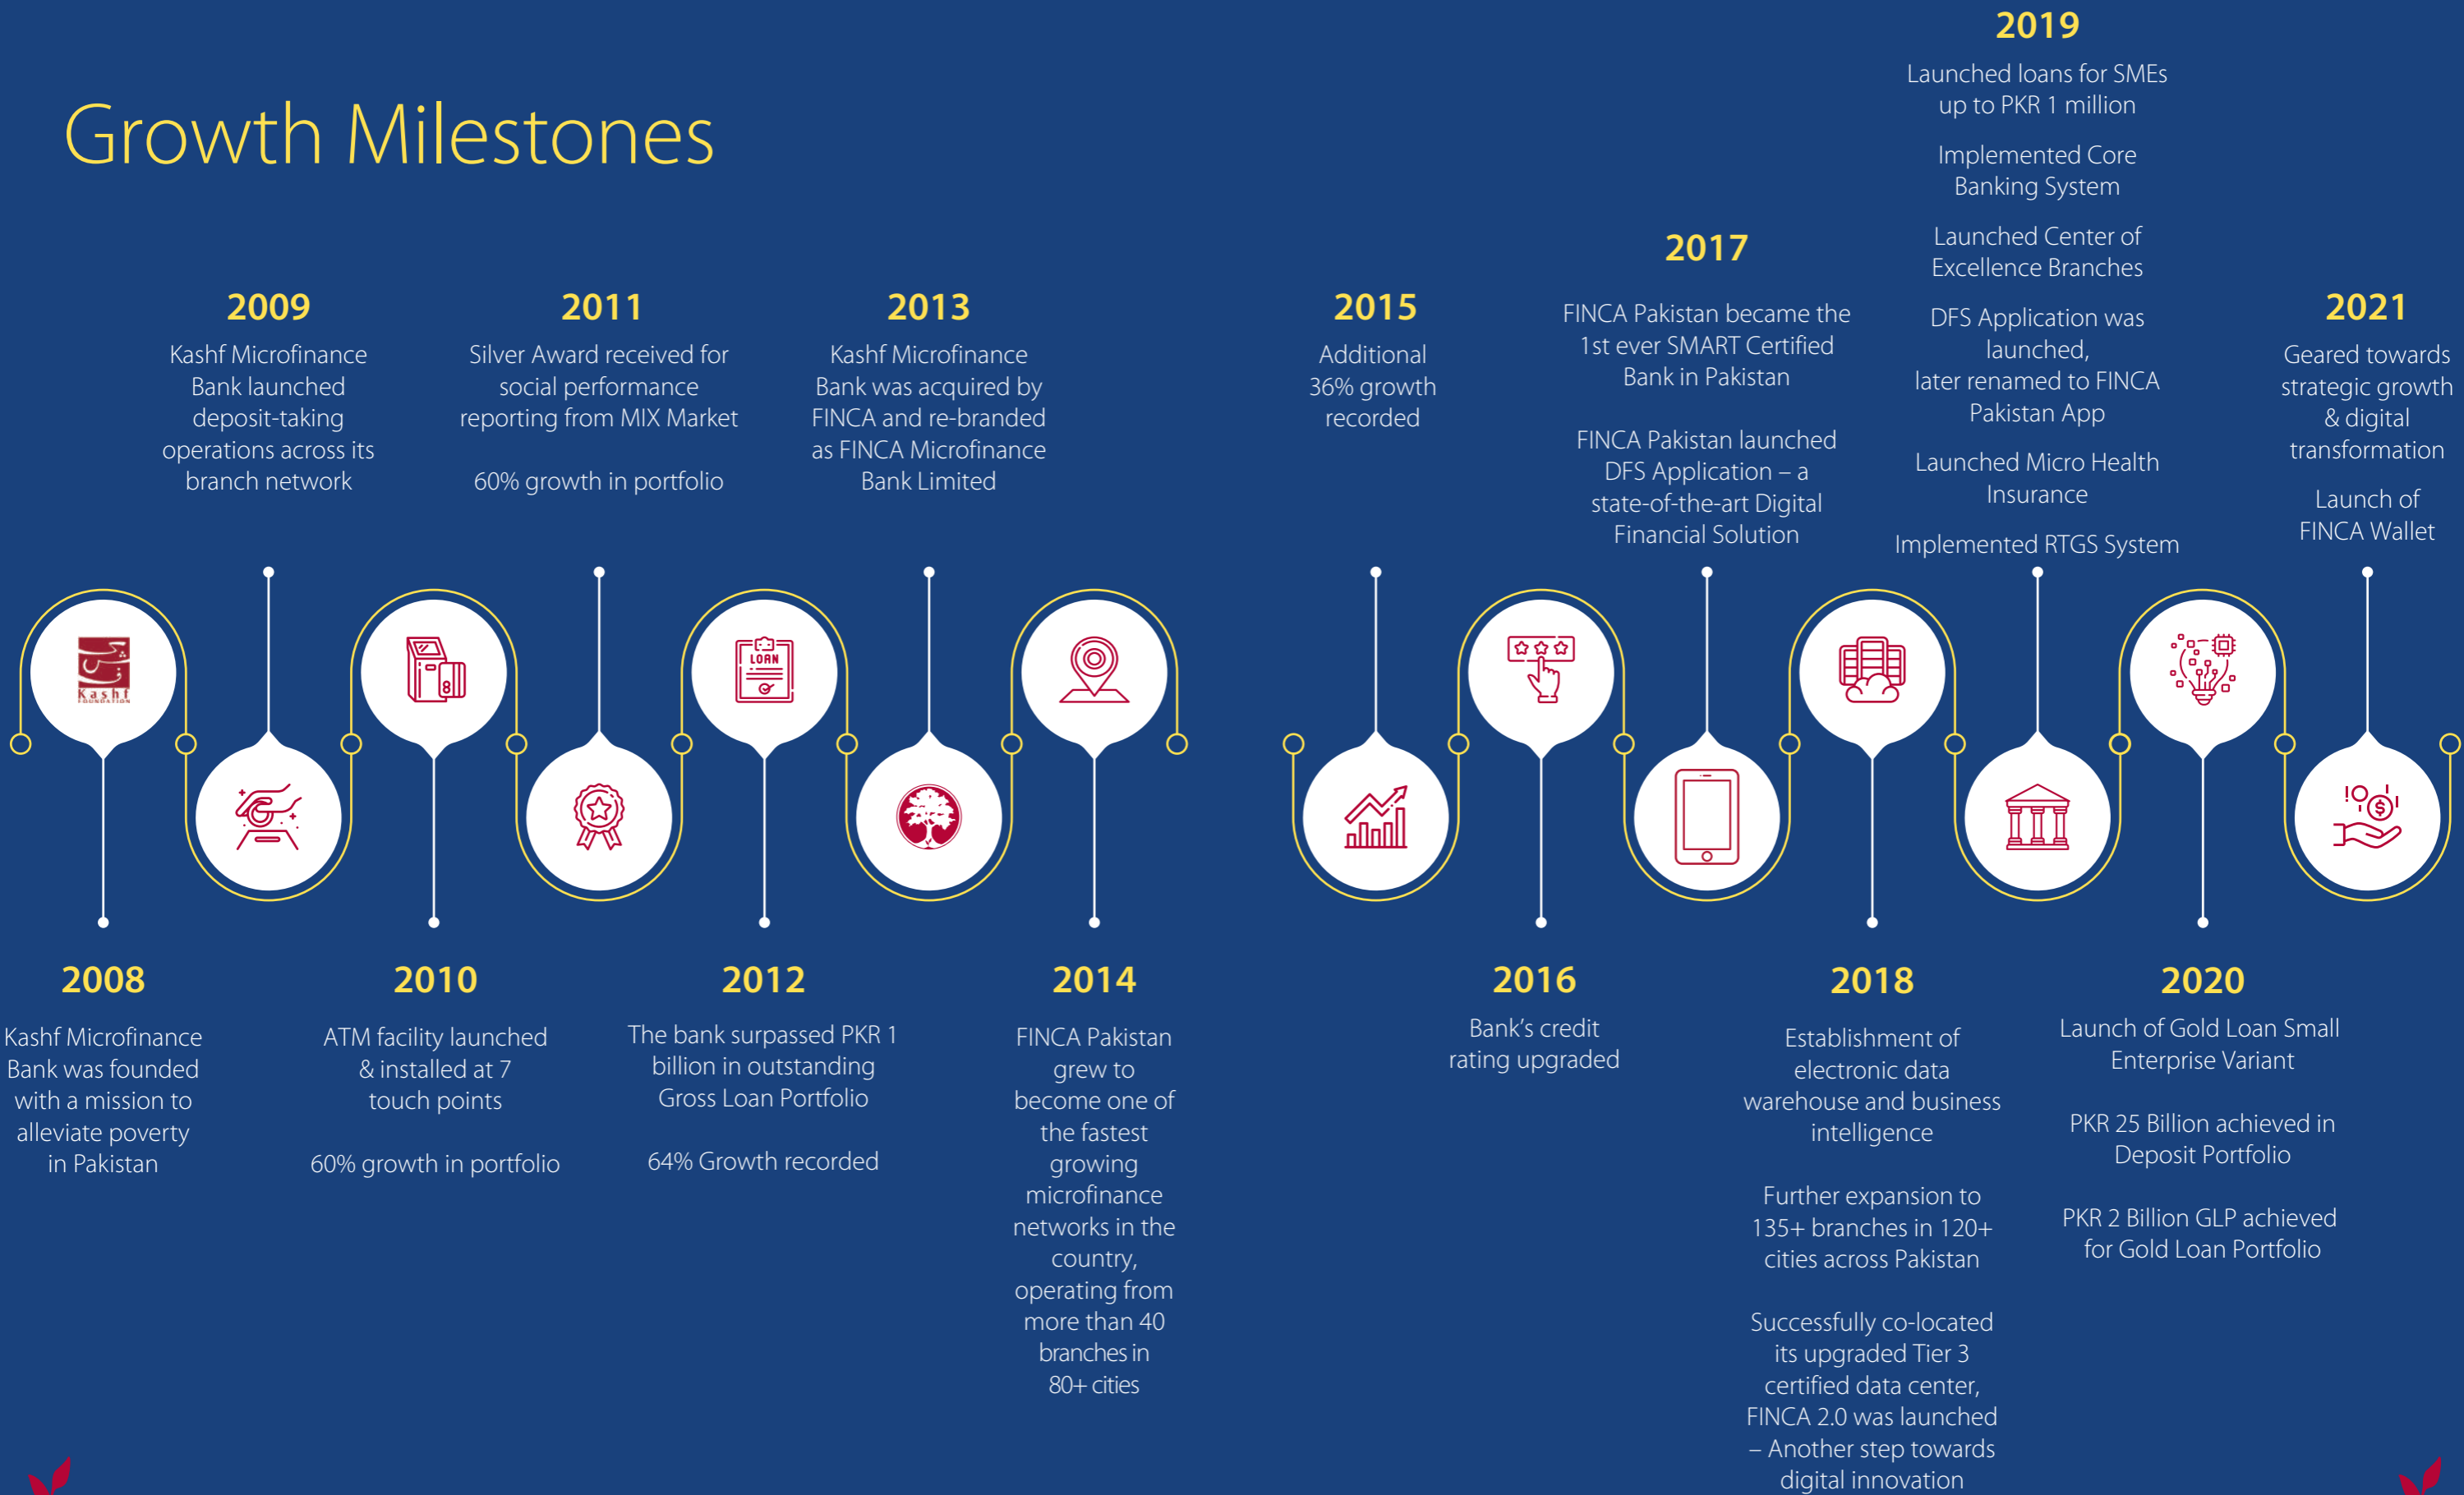 Growth Milestones
2009
Kashf Microfinance
Bank launched
deposit-taking
operations across its
branch network
2011
Silver Award received for
social performance
reporting from MIX Market
60% growth in portfolio
2013
Kashf Microfinance
Bank was acquired by
FINCA and re-branded
as FINCA Microfinance
Bank Limited
2015
Additional
36% growth
recorded
2017
FINCA Pakistan became the
1st ever SMART Certified
Bank in Pakistan
FINCA Pakistan launched
DFS Application – a
state-of-the-art Digital
Financial Solution
2019
Launched loans for SMEs
up to PKR 1 million
Implemented Core
Banking System
Launched Center of
Excellence Branches
DFS Application was
launched,
later renamed to FINCA
Pakistan App
Launched Micro Health
Insurance
Implemented RTGS System
2021
Geared towards
strategic growth
& digital
transformation
Launch of
FINCA Wallet
Kashf
FOUNDATION
LOAN
2008
Kashf Microfinance
Bank was founded
with a mission to
alleviate poverty
in Pakistan
2010
ATM facility launched
& installed at 7
touch points
60% growth in portfolio
2012
The bank surpassed PKR 1
billion in outstanding
Gross Loan Portfolio
64% Growth recorded
2014
FINCA Pakistan
grew to
become one of
the fastest
growing
microfinance
networks in the
country,
operating from
more than 40
branches in
80+ cities
2016
Bank’s credit
rating upgraded
2018
Establishment of
electronic data
warehouse and business
intelligence
Further expansion to
135+ branches in 120+
cities across Pakistan
Successfully co-located
its upgraded Tier 3
certified data center,
FINCA 2.0 was launched
– Another step towards
digital innovation
2020
Launch of Gold Loan Small
Enterprise Variant
PKR 25 Billion achieved in
Deposit Portfolio
PKR 2 Billion GLP achieved
for Gold Loan Portfolio